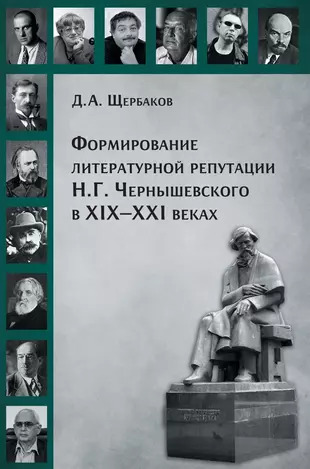 Д.А. Щербаков
Формирование
литературной репутации
Н.Г. Чернышевского
в XIX–XXI веках